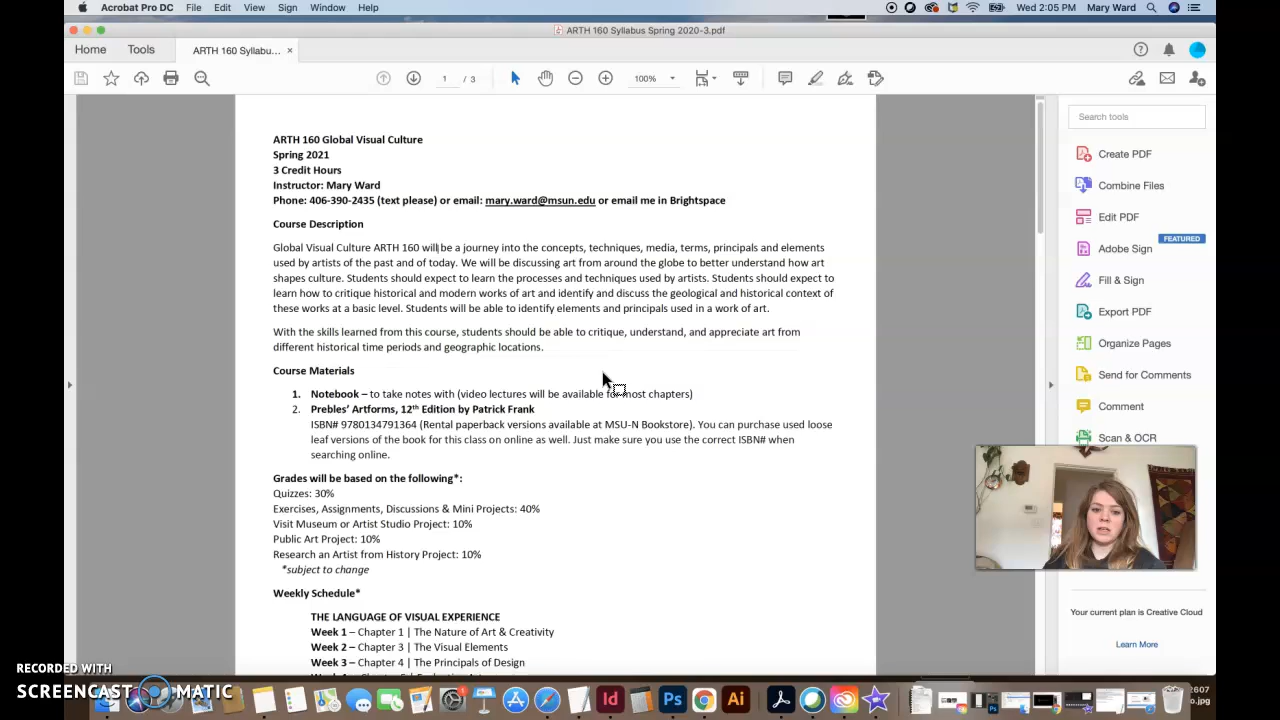 Acrobat Pro DC File Edit View Sign Window Help
Wed 2:05 PM Mary Ward
ARTH 160 Syllabus Spring 2020-3.pdf
Home Tools ARTH 160 Syllabu... ×
1 / 3 100%
Search tools
Create PDF
Combine Files
Edit PDF
FEATURED
Adobe Sign
Fill & Sign
Export PDF
Organize Pages
Send for Comments
Comment
Scan & OCR
Your current plan is Creative Cloud
Learn More
ARTH 160 Global Visual Culture
Spring 2021
3 Credit Hours
Instructor: Mary Ward
Phone: 406-390-2435 (text please) or email: mary.ward@msun.edu or email me in Brightspace
Course Description
Global Visual Culture ARTH 160 will be a journey into the concepts, techniques, media, terms, principals and elements
used by artists of the past and of today. We will be discussing art from around the globe to better understand how art
shapes culture. Students should expect to learn the processes and techniques used by artists. Students should expect to
learn how to critique historical and modern works of art and identify and discuss the geological and historical context of
these works at a basic level. Students will be able to identify elements and principals used in a work of art.
With the skills learned from this course, students should be able to critique, understand, and appreciate art from
different historical time periods and geographic locations.
Course Materials
1. Notebook – to take notes with (video lectures will be available for most chapters)
2. Prebles’ Artforms, 12th Edition by Patrick Frank
ISBN# 9780134791364 (Rental paperback versions available at MSU-N Bookstore). You can purchase used loose
leaf versions of the book for this class on online as well. Just make sure you use the correct ISBN# when
searching online.
Grades will be based on the following*:
Quizzes: 30%
Exercises, Assignments, Discussions & Mini Projects: 40%
Visit Museum or Artist Studio Project: 10%
Public Art Project: 10%
Research an Artist from History Project: 10%
*subject to change
Weekly Schedule*
THE LANGUAGE OF VISUAL EXPERIENCE
Week 1 – Chapter 1 | The Nature of Art & Creativity
Week 2 – Chapter 3 | The Visual Elements
Week 3 – Chapter 4 | The Principals of Design
RECORDED WITH
SCREENCAST MATIC
Id Ps Ai
2607
o.jpg